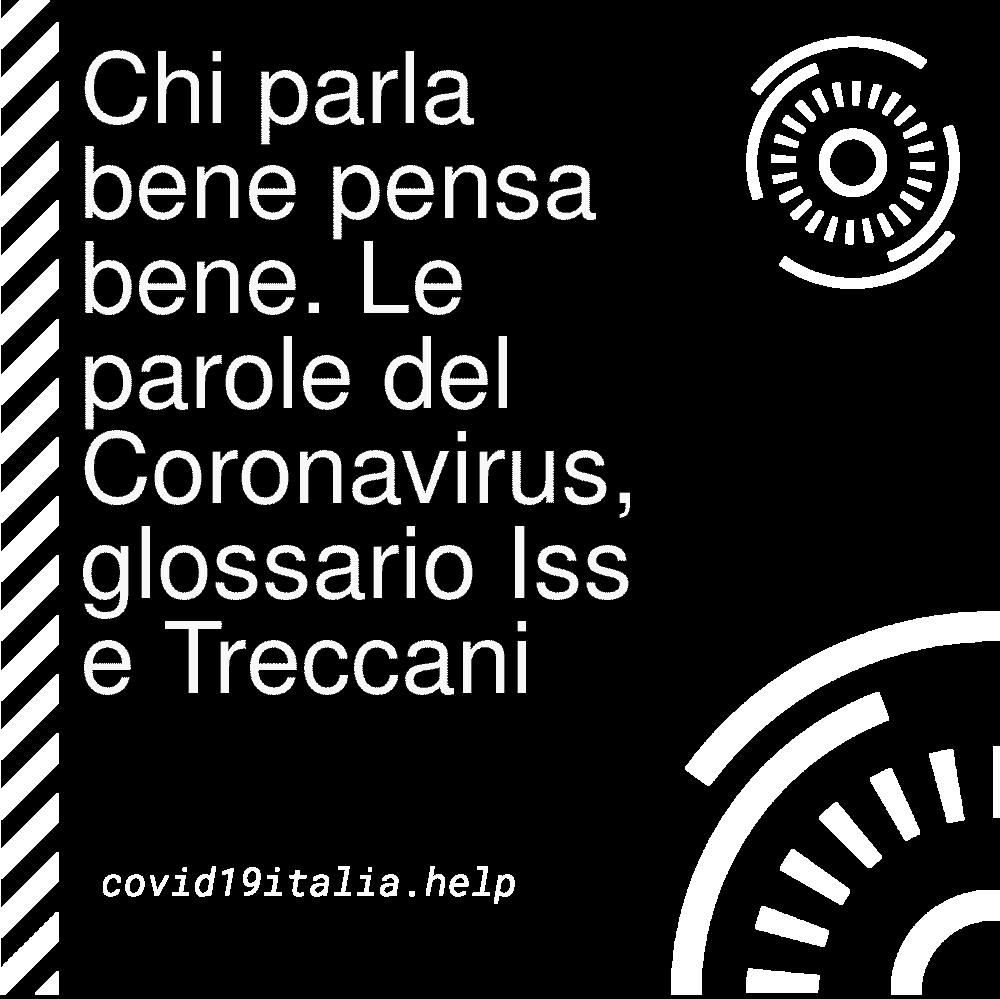 Chi parla
bene pensa
bene. Le
parole del
Coronavirus,
glossario Iss
e Treccani
covid19italia.help